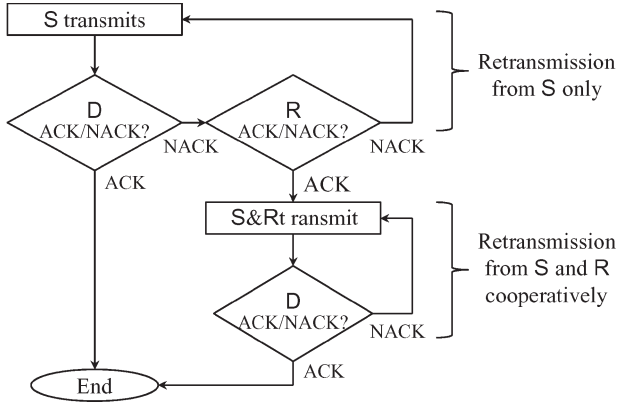 S transmits
Retransmission
from S only
D
ACK/NACK?
NACK
R
ACK/NACK?
NACK
ACK
ACK
S&Rt ransmit
Retransmission
from S and R
cooperatively
D
ACK/NACK?
NACK
ACK
End